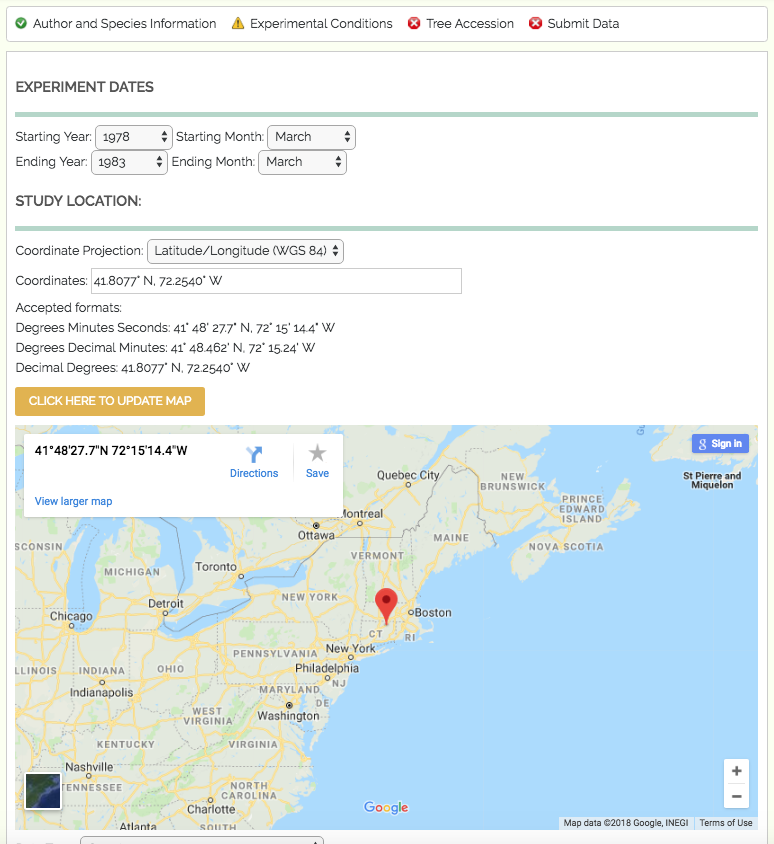 Author and Species Information Experimental Conditions Tree Accession Submit Data
EXPERIMENT DATES
Starting Year: 1978 Starting Month: March
Ending Year: 1983 Ending Month: March
STUDY LOCATION:
Coordinate Projection: Latitude/Longitude (WGS 84)
Coordinates: 41.8077° N, 72.2540° W
Accepted formats:
Degrees Minutes Seconds: 41° 48' 27.7" N, 72° 15' 14.4" W
Degrees Decimal Minutes: 41° 48.462' N, 72° 15.24' W
Decimal Degrees: 41.8077° N, 72.2540° W
CLICK HERE TO UPDATE MAP
41°48'27.7"N 72°15'14.4"W
Directions Save
View larger map
Sign in
Quebec City
NEW
BRUNSWICK
St Pierre and
Miquelon
PRINCE
EDWARD
ISLAND
Montreal
Ottawa
MAINE
NOVA SCOTIA
SCONSIN
VERMONT
MICHIGAN
Toronto
NEW YORK
Detroit
Boston
Chicago
CT RI
New York
PENNSYLVANIA
LLINOIS INDIANA OHIO
Philadelphia
NJ
Indianapolis
MARYLAND
DE
WEST
VIRGINIA
Washington
KENTUCKY VIRGINIA
Nashville
TENNESSEE
NORTH
CAROLINA
Charlotte
Google
Atlanta
SOUTH
Map data ©2018 Google, INEGI Terms of Use